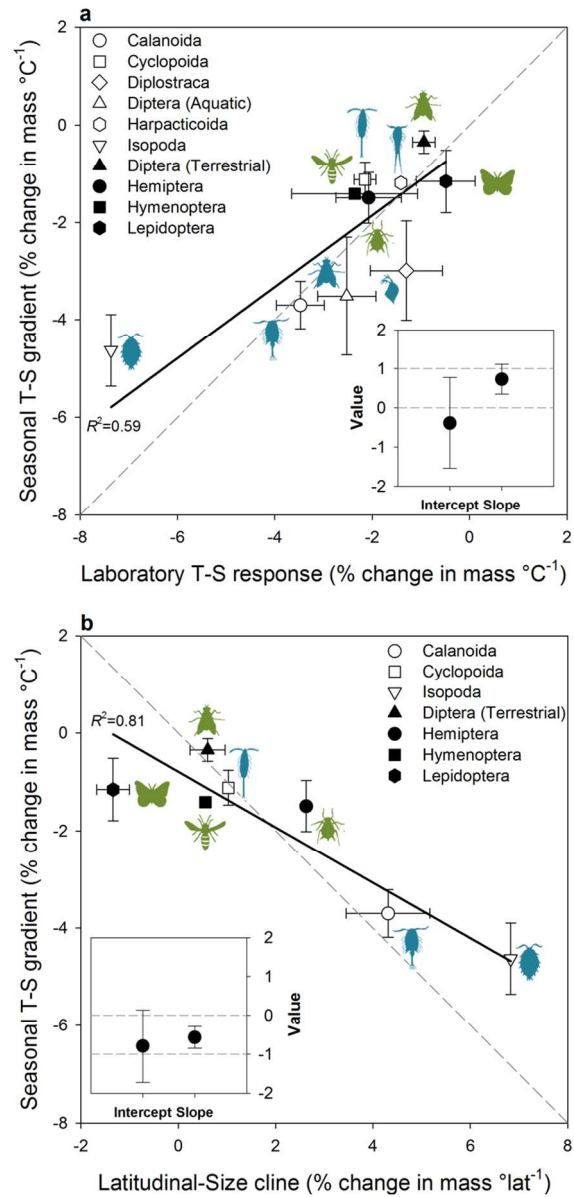 a
Calanoida
Cyclopoida
Diplostraca
Diptera (Aquatic)
Harpacticoida
Isopoda
Diptera (Terrestrial)
Hemiptera
Hymenoptera
Lepidoptera
Seasonal T-S gradient (% change in mass °C-1)
2
0
-2
-4
-6
-8
R2=0.59
Value
2
1
0
-1
-2
Intercept Slope
-8 -6 -4 -2 0 2
Laboratory T-S response (% change in mass °C-1)
b
Calanoida
Cyclopoida
Isopoda
Diptera (Terrestrial)
Hemiptera
Hymenoptera
Lepidoptera
Seasonal T-S gradient (% change in mass °C-1)
2
0
-2
-4
-6
-8
R2=0.81
2
1
0
-1
-2
Value
Intercept Slope
-2 0 2 4 6 8
Latitudinal-Size cline (% change in mass °lat-1)